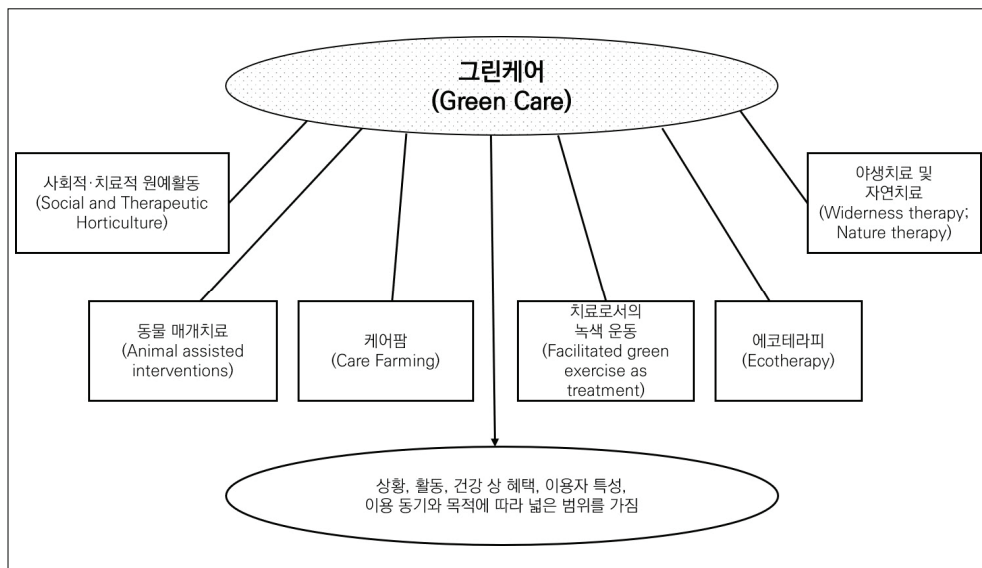 그린케어
(Green Care)
사회적·치료적 원예활동
(Social and Therapeutic
Horticulture)
야생치료 및
자연치료
(Widerness therapy;
Nature therapy)
동물 매개치료
(Animal assisted
interventions)
케어팜
(Care Farming)
치료로서의
녹색 운동
(Facilitated green
exercise as
treatment)
에코테라피
(Ecotherapy)
상황, 활동, 건강 상 혜택, 이용자 특성,
이용 동기와 목적에 따라 넓은 범위를 가짐